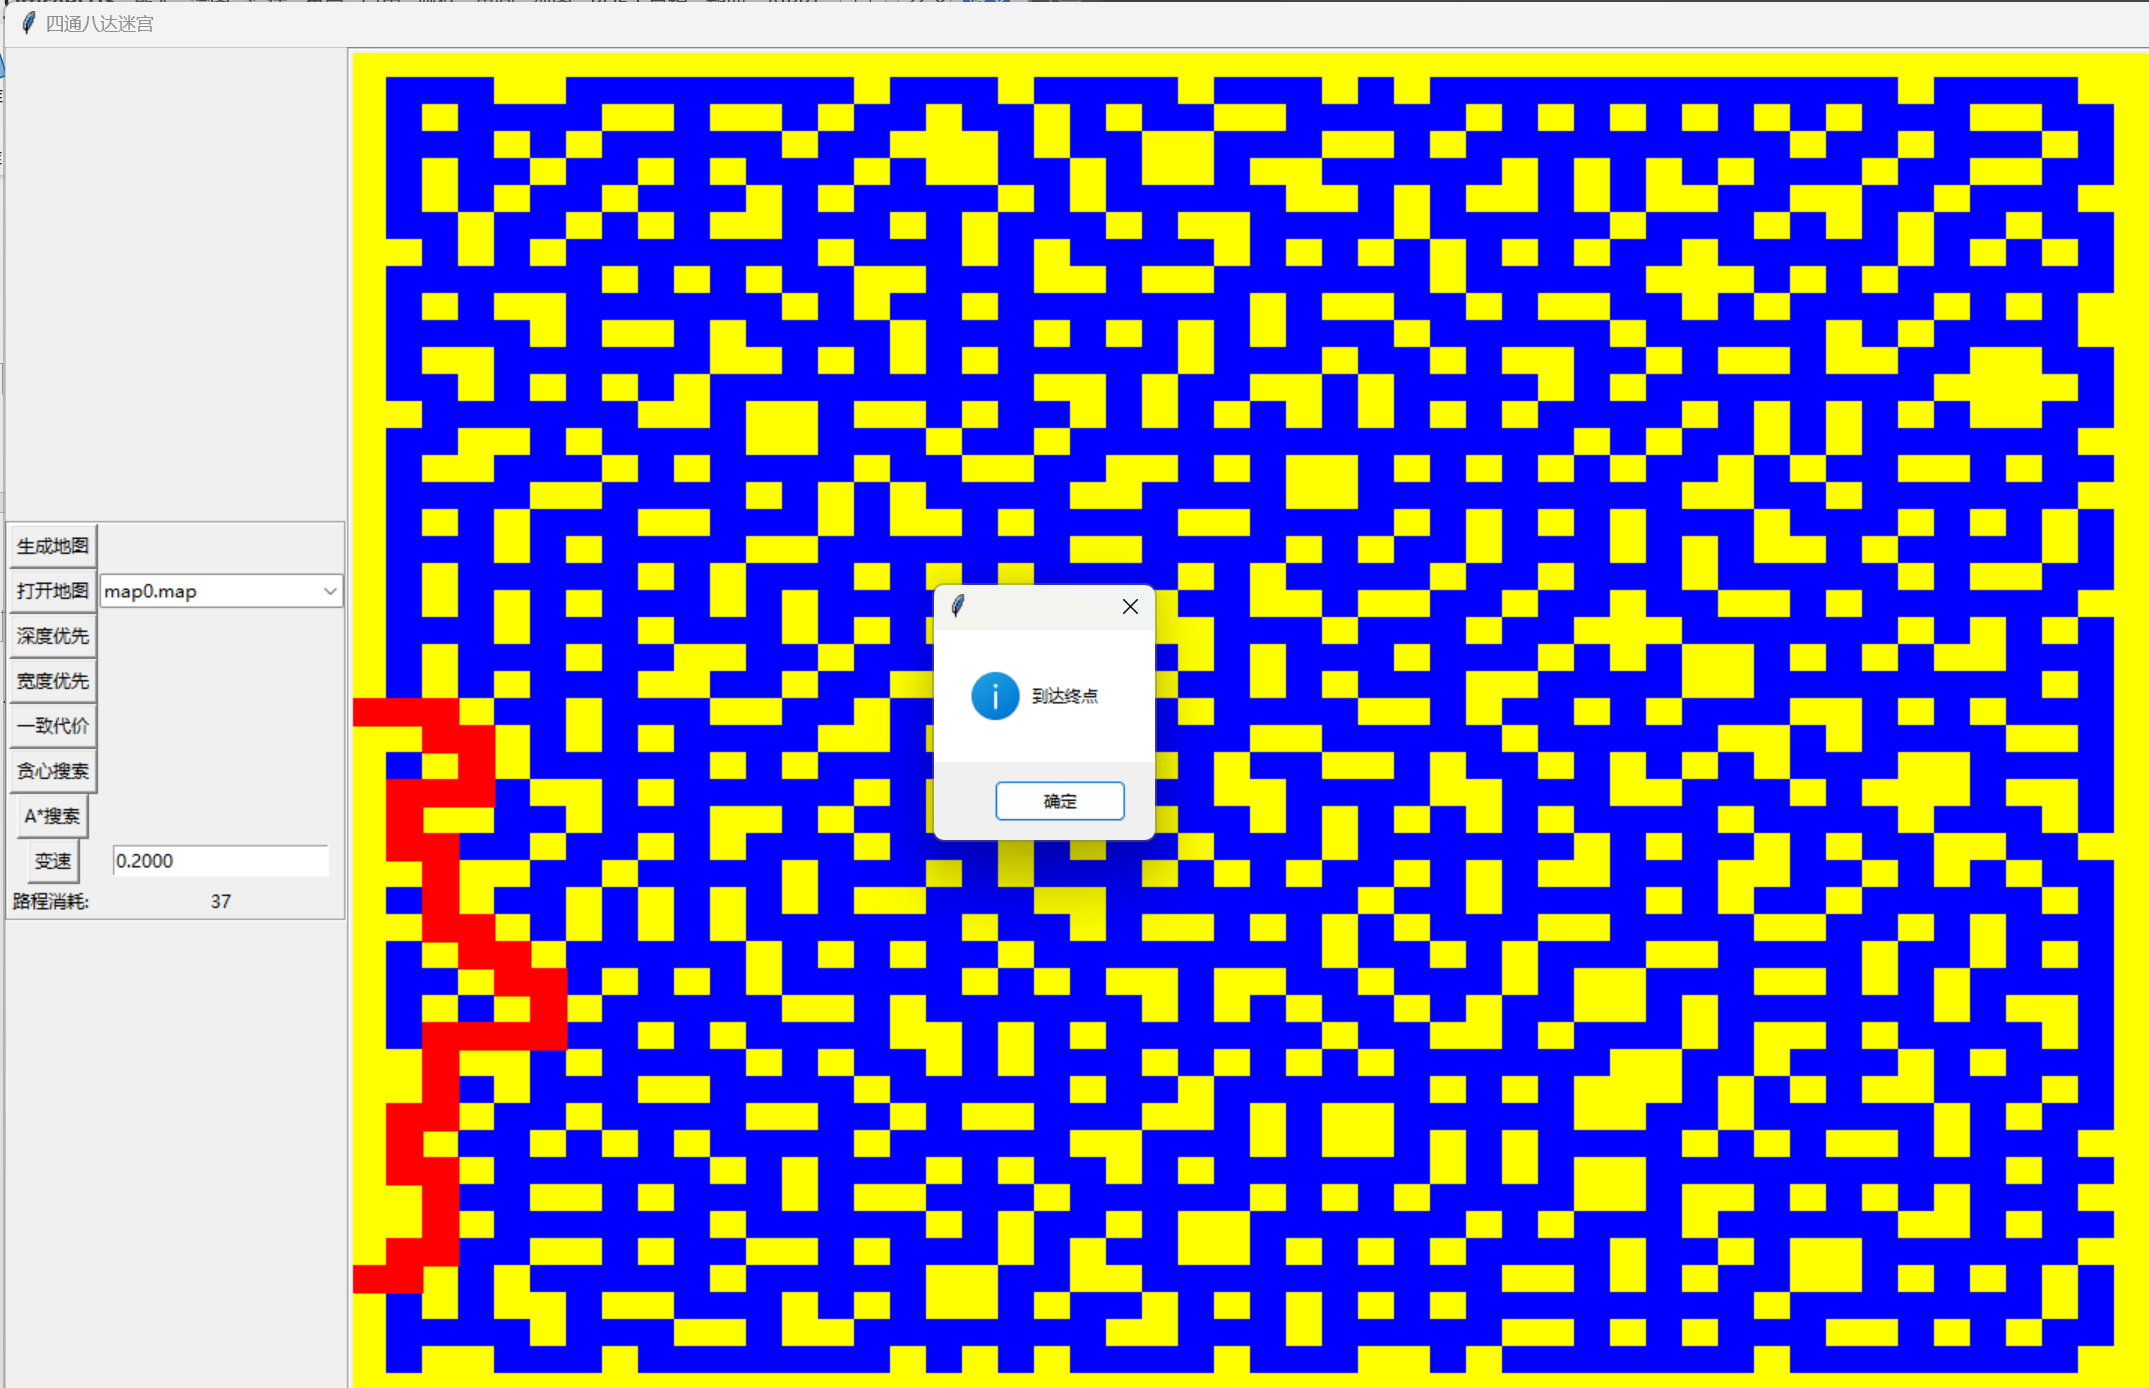 四通八达迷宫
生成地图
打开地图 map0.map
深度优先
宽度优先
一致代价
贪心搜索
A*搜索
变速 0.2000
路程消耗: 37
到达终点
确定